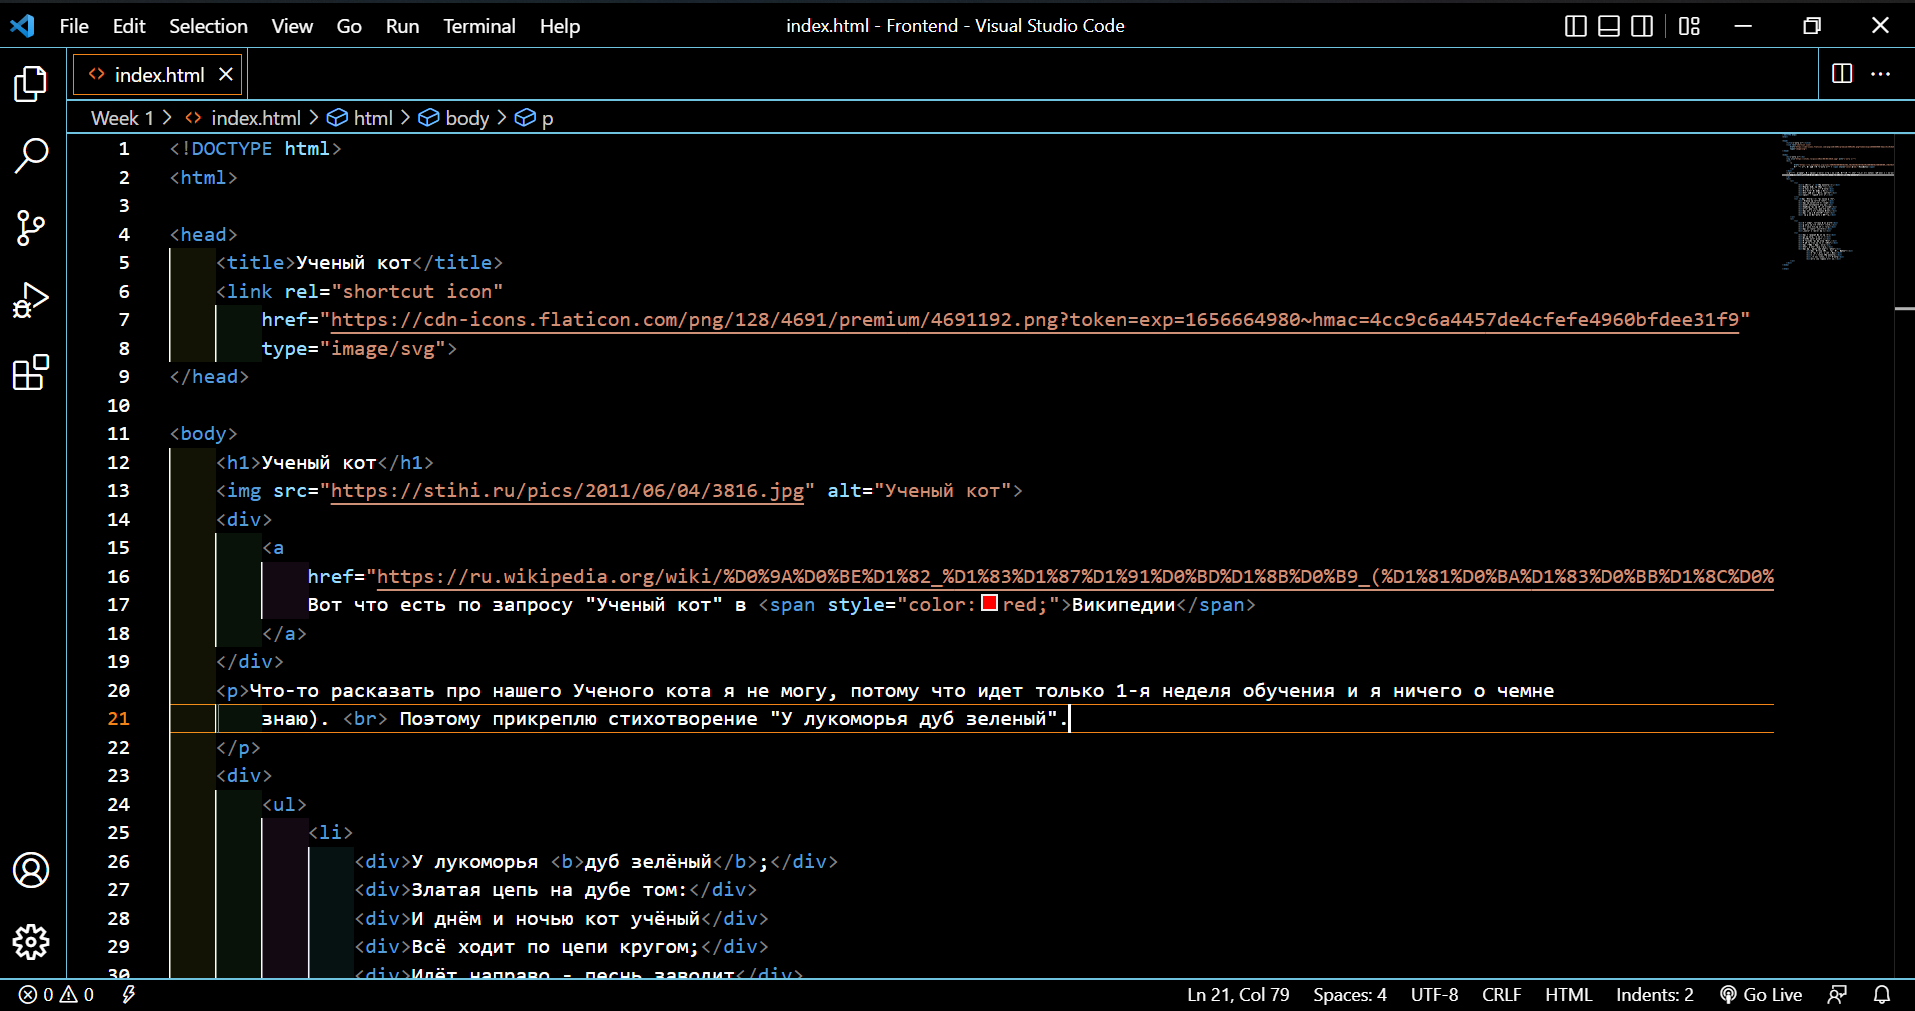 File Edit Selection View Go Run Terminal Help index.html - Frontend - Visual Studio Code
index.html
Week 1 > index.html > html > body > p
1 <!DOCTYPE html>
2 <html>
3
4 <head>
5 <title>Ученый кот</title>
6 <link rel="shortcut icon"
7 href="https://cdn-icons.flaticon.com/png/128/4691/premium/4691192.png?token=exp=1656664980~hmac=4cc9c6a4457de4cfefe4960bfdee31f9"
8 type="image/svg">
9 </head>
10
11 <body>
12 <h1>Ученый кот</h1>
13 <img src="https://stihi.ru/pics/2011/06/04/3816.jpg" alt="Ученый кот">
14 <div>
15 <a
16 href="https://ru.wikipedia.org/wiki/%D0%9A%D0%BE%D1%82_%D1%83%D1%87%D1%91%D0%BD%D1%8B%D0%B9_(%D1%81%D0%BA%D1%83%D0%BB%D1%8C%D0%
17 Вот что есть по запросу "Ученый кот" в <span style="color:red;">Википедии</span>
18 </a>
19 </div>
20 <p>Что-то расказать про нашего Ученого кота я не могу, потому что идет только 1-я неделя обучения и я ничего о чемне
21 знаю). <br> Поэтому прикреплю стихотворение "У лукоморья дуб зеленый".
22 </p>
23 <div>
24 <ul>
25 <li>
26 <div>У лукоморья <b>дуб зелёный</b>;</div>
27 <div>Златая цепь на дубе том:</div>
28 <div>И днём и ночью кот учёный</div>
29 <div>Всё ходит по цепи кругом;</div>
30 <div>Идёт направо - песнь заводит</div>
0 0 Ln 21, Col 79 Spaces: 4 UTF-8 CRLF HTML Indents: 2 Go Live